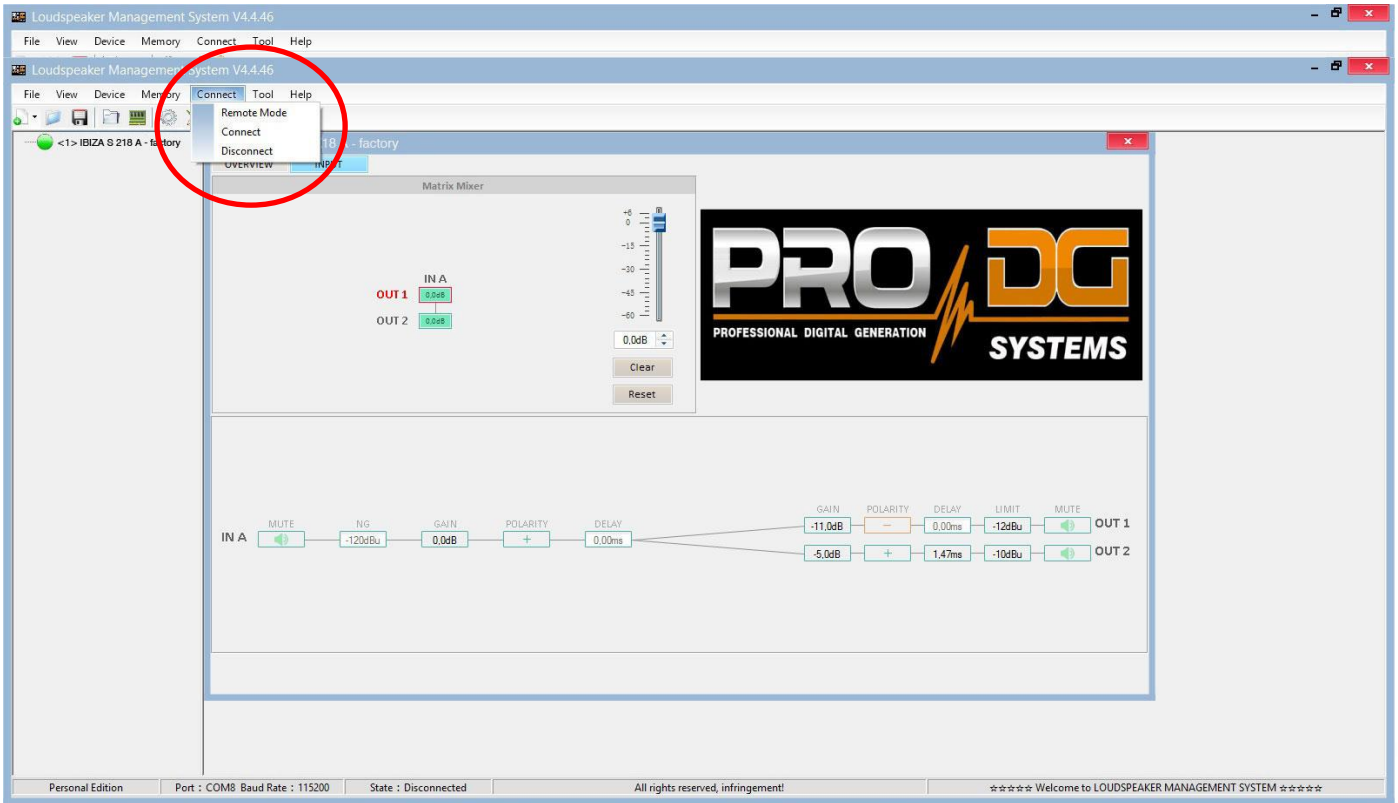 Loudspeaker Management System V4.4.46
File View Device Memory Connect Tool Help
Loudspeaker Management System V4.4.46
File View Device Memory Connect Tool Help
Remote Mode
Connect
Disconnect
<1> IBIZA S 218 A - factory
218 A - factory
OVERVIEW INPUT
Matrix Mixer
+6
0
-15
-30
-45
-60
IN A
OUT 1 0,0dB
OUT 2 0,0dB
0,0dB
Clear
Reset
PRO DG
PROFESSIONAL DIGITAL GENERATION
SYSTEMS
IN A
MUTE NG GAIN POLARITY DELAY
-120dBu 0,0dB + 0,00ms
GAIN POLARITY DELAY LIMIT MUTE
-11,0dB − 0,00ms -12dBu OUT 1
-5,0dB + 1,47ms -10dBu OUT 2
Personal Edition Port : COM8 Baud Rate : 115200 State : Disconnected All rights reserved, infringement! ☆☆☆☆☆ Welcome to LOUDSPEAKER MANAGEMENT SYSTEM ☆☆☆☆☆